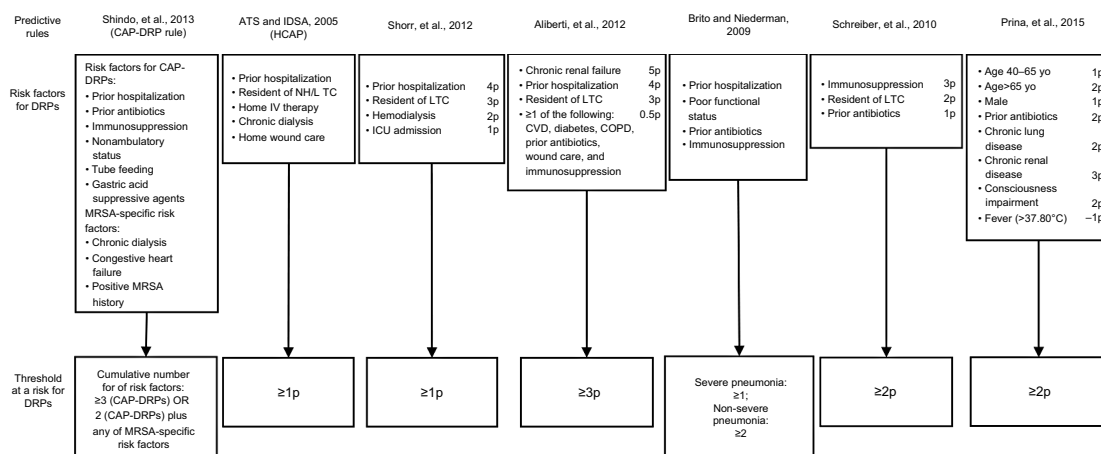 Predictive
rules
Shindo, et al., 2013
(CAP-DRP rule)
ATS and IDSA, 2005
(HCAP)
Shorr, et al., 2012
Aliberti, et al., 2012
Brito and Niederman,
2009
Schreiber, et al., 2010
Prina, et al., 2015
Risk factors
for DRPs
Risk factors for CAP-
DRPs:
• Prior hospitalization
• Prior antibiotics
• Immunosuppression
• Nonambulatory
status
• Tube feeding
• Gastric acid
suppressive agents
MRSA-specific risk
factors:
• Chronic dialysis
• Congestive heart
failure
• Positive MRSA
history
• Prior hospitalization
• Resident of NH/L TC
• Home IV therapy
• Chronic dialysis
• Home wound care
• Prior hospitalization 4p
• Resident of LTC 3p
• Hemodialysis 2p
• ICU admission 1p
• Chronic renal failure 5p
• Prior hospitalization 4p
• Resident of LTC 3p
• ≥1 of the following: 0.5p
CVD, diabetes, COPD,
prior antibiotics,
wound care, and
immunosuppression
• Prior hospitalization
• Poor functional
status
• Prior antibiotics
• Immunosuppression
• Immunosuppression 3p
• Resident of LTC 2p
• Prior antibiotics 1p
• Age 40–65 yo 1p
• Age>65 yo 2p
• Male 1p
• Prior antibiotics 2p
• Chronic lung
disease 2p
• Chronic renal
disease 3p
• Consciousness
impairment 2p
• Fever (>37.80°C) –1p
Threshold
at a risk for
DRPs
Cumulative number
for of risk factors:
≥3 (CAP-DRPs) OR
2 (CAP-DRPs) plus
any of MRSA-specific
risk factors
≥1p
≥1p
≥3p
Severe pneumonia:
≥1;
Non-severe
pneumonia:
≥2
≥2p
≥2p